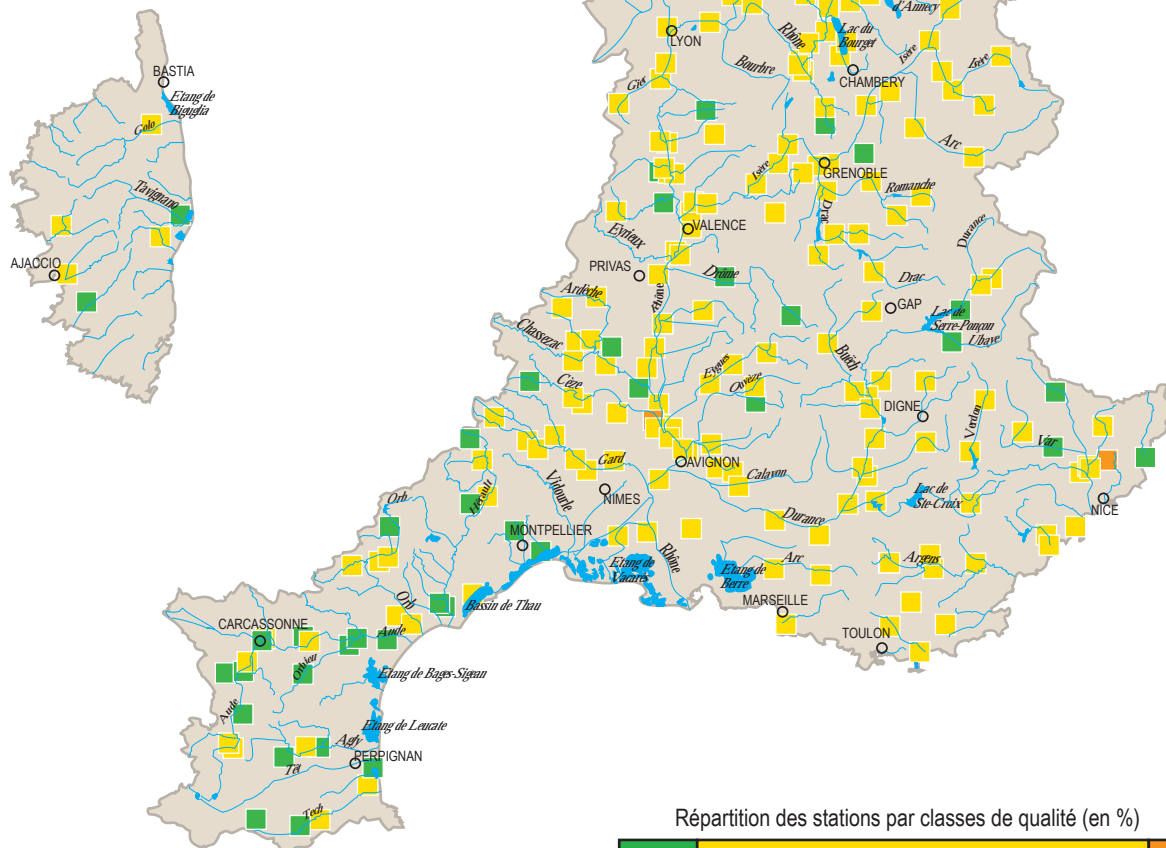 d'Annecy
LYON
Rhône
Lac du
Bourget
Isère
Isère
Bourbre
CHAMBERY
Gier
Arc
Isère
GRENOBLE
Romanche
Drac
Durance
Eyrieux
VALENCE
PRIVAS
Drôme
Drac
Ardèche
Rhône
GAP
Lac de
Serre-Ponçon
Ubaye
Chassezac
Buëch
Eygues
Cèze
Ouvèze
DIGNE
Verdon
Var
AVIGNON
Gard
Calavon
Vidourle
NIMES
Lac de
Ste-Croix
NICE
Hérault
Orb
Durance
MONTPELLIER
Rhône
Etang de
Vacarès
Etang de
Berre
Arc
Argens
MARSEILLE
TOULON
Bassin de Thau
Orb
CARCASSONNE
Aude
Orbieu
Etang de Bages-Sigean
Aude
Etang de Leucate
Agly
PERPIGNAN
Têt
Tech
BASTIA
Etang de
Biguglia
Golo
Tavignano
AJACCIO
Répartition des stations par classes de qualité (en %)